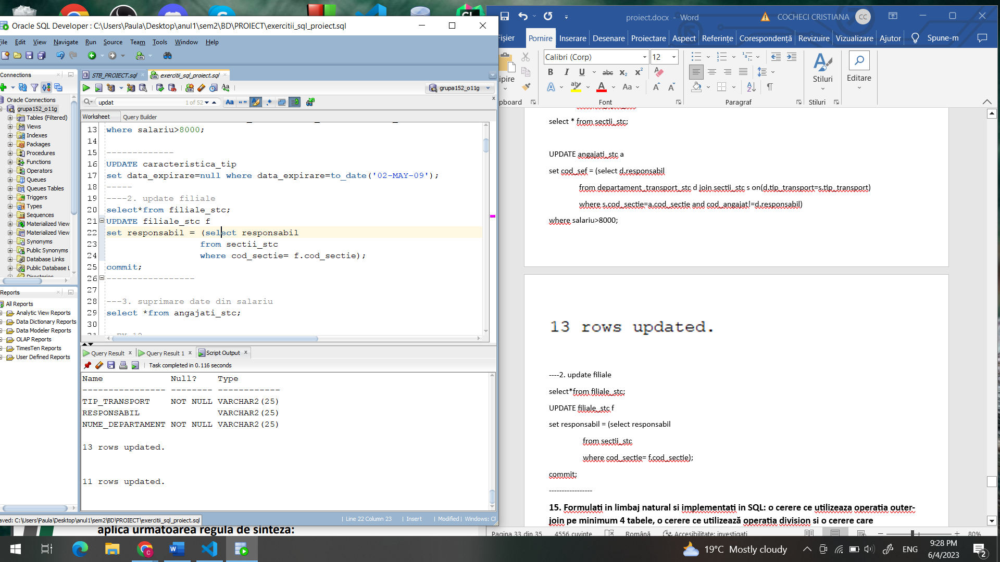 Oracle SQL Developer : C:\Users\Paula\Desktop\anul1\sem2\BD\PROIECT\exercitii_sql_proiect.sql
Edit View Navigate Run Source Team Tools Window Help
Connections
Oracle Connections
grupa152_o11g
Tables (Filtered)
Views
Indexes
Packages
Procedures
Functions
Operators
Queues
Queues Tables
Triggers
Types
Sequences
Materialized View
Materialized View
Synonyms
Public Synonyms
Database Links
Public Database L
Reports
All Reports
Analytic View Reports
Data Dictionary Reports
Data Modeler Reports
OLAP Reports
TimesTen Reports
User Defined Reports
STB_PROIECT.sql
exercitii_sql_proiect.sql
grupa152_o11g
updat
1 of 52
Worksheet Query Builder
13 where salariu>8000;
14
15 -------------
16 UPDATE caracteristica_tip
17 set data_expirare=null where data_expirare=to_date('02-MAY-09');
18 -----
19 ----2. update filiale
20 select*from filiale_stc;
21 UPDATE filiale_stc f
22 set responsabil = (select responsabil
23 from sectii_stc
24 where cod_sectie= f.cod_sectie);
25 commit;
26 -----------------
27
28 ---3. suprimare date din salariu
29 select *from angajati_stc;
30
Query Result x Query Result 1 x Script Output x
Task completed in 0.116 seconds
Name Null? Type
---------------- -------- ------------
TIP_TRANSPORT NOT NULL VARCHAR2(25)
RESPONSABIL VARCHAR2(25)
NUME_DEPARTAMENT NOT NULL VARCHAR2(25)
13 rows updated.
11 rows updated.
aved: C:\Users\Paula\Desktop\anul1\sem2\BD\PROIECT\exercitii_sql_proiect.sql
Line 22 Column 23 | Insert | Modified | Windows: CF
aplica urmatoarea regula de sinteza:
proiect.docx - Word
COCHECI CRISTIANA
CC
Fișier Pornire Inserare Desenare Proiectare Aspect Referințe Corespondență Revizuire Vizualizare Ajutor Spune-m
Calibri (Corp) 12
Stiluri
Editare
Font Paragraf Stiluri
select * from sectii_stc;
UPDATE angajati_stc a
set cod_sef = (select d.responsabil
from departament_transport_stc d join sectii_stc s on(d.tip_transport=s.tip_transport)
where s.cod_sectie=a.cod_sectie and cod_angajat!=d.responsabil)
where salariu>8000;
13 rows updated.
----2. update filiale
select*from filiale_stc;
UPDATE filiale_stc f
set responsabil = (select responsabil
from sectii_stc
where cod_sectie= f.cod_sectie);
commit;
-----------------
15. Formulati in limbaj natural si implementati in SQL: o cerere ce utilizeaza operatia outer-
join pe minimum 4 tabele, o cerere ce utilizează operatia division si o cerere care
Pagina 33 din 35 4556 cuvinte Română Accesibilitate: investigați 80%
19°C Mostly cloudy
ENG
9:28 PM
6/4/2023
2